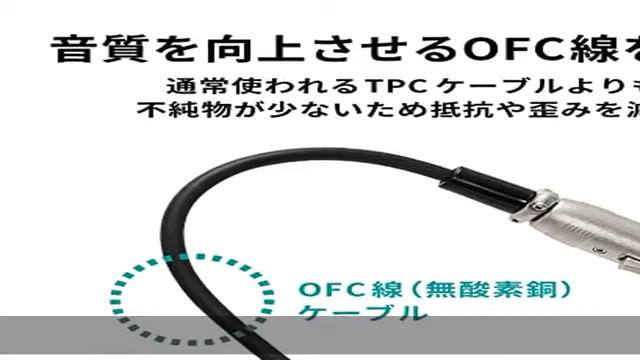 音質を向上させるOFC線を
通常使われるTPCケーブルより
不純物が少ないため抵抗や歪みを減
OFC線（無酸素銅）
ケーブル